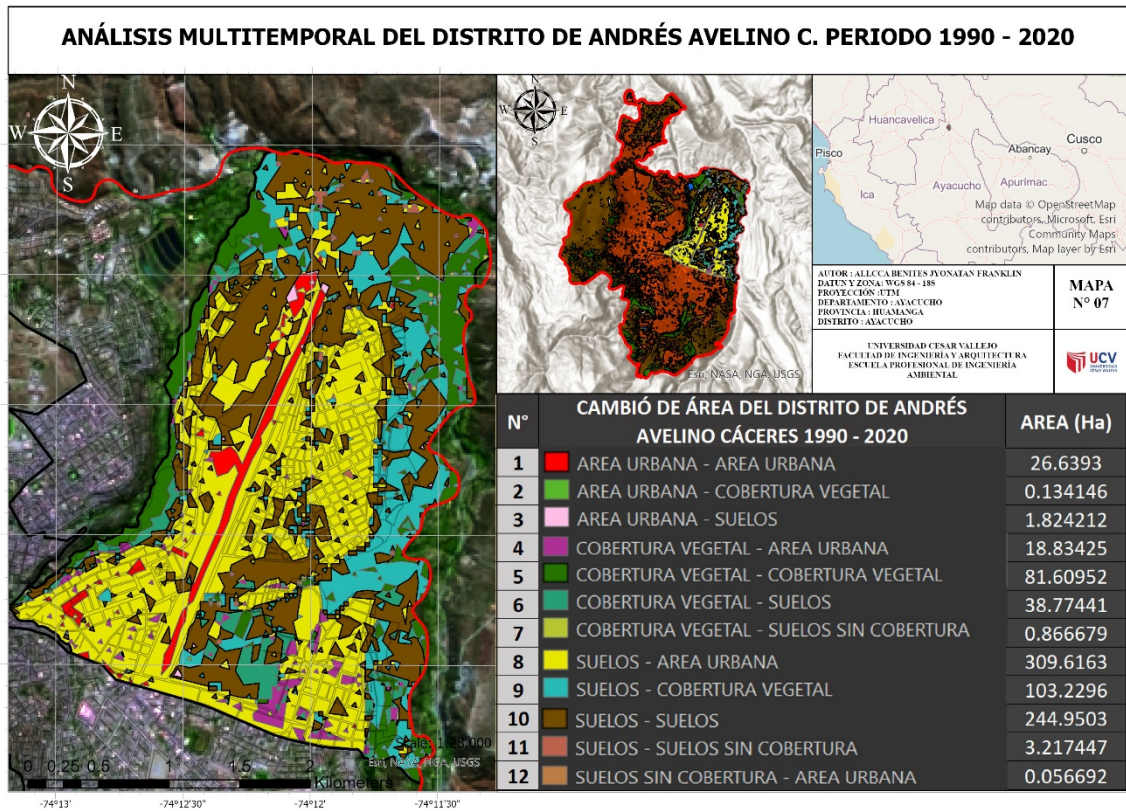 ANÁLISIS MULTITEMPORAL DEL DISTRITO DE ANDRÉS AVELINO C. PERIODO 1990 - 2020
N
W E
S
Scale: 1:28,000
Esri, NASA, NGA, USGS
0 0.25 0.5 1 1.5 2
Kilometers
-74°13' -74°12'30" -74°12' -74°11'30"
N
W E
S
Esri, NASA, NGA, USGS
Huancavelica
Pisco
Abancay
Cusco
Ica
Ayacucho
Apurímac
Map data © OpenStreetMap
contributors, Microsoft, Esri
Community Maps
contributors, Map layer by Esri
AUTOR : ALLCCA BENITES JYONATAN FRANKLIN
DATUN Y ZONA: WGS 84 - 18S
PROYECCIÓN :UTM
DEPARTAMENTO : AYACUCHO
PROVINCIA : HUAMANGA
DISTRITO : AYACUCHO
MAPA
N° 07
UNIVERSIDAD CESAR VALLEJO
FACULTAD DE INGENIERÍA Y ARQUITECTURA
ESCUELA PROFESIONAL DE INGENIERÍA
AMBIENTAL
UCV
UNIVERSIDAD
CÉSAR VALLEJO
N° CAMBIÓ DE ÁREA DEL DISTRITO DE ANDRÉS AVELINO CÁCERES 1990 - 2020 AREA (Ha)
1 AREA URBANA - AREA URBANA 26.6393
2 AREA URBANA - COBERTURA VEGETAL 0.134146
3 AREA URBANA - SUELOS 1.824212
4 COBERTURA VEGETAL - AREA URBANA 18.83425
5 COBERTURA VEGETAL - COBERTURA VEGETAL 81.60952
6 COBERTURA VEGETAL - SUELOS 38.77441
7 COBERTURA VEGETAL - SUELOS SIN COBERTURA 0.866679
8 SUELOS - AREA URBANA 309.6163
9 SUELOS - COBERTURA VEGETAL 103.2296
10 SUELOS - SUELOS 244.9503
11 SUELOS - SUELOS SIN COBERTURA 3.217447
12 SUELOS SIN COBERTURA - AREA URBANA 0.056692